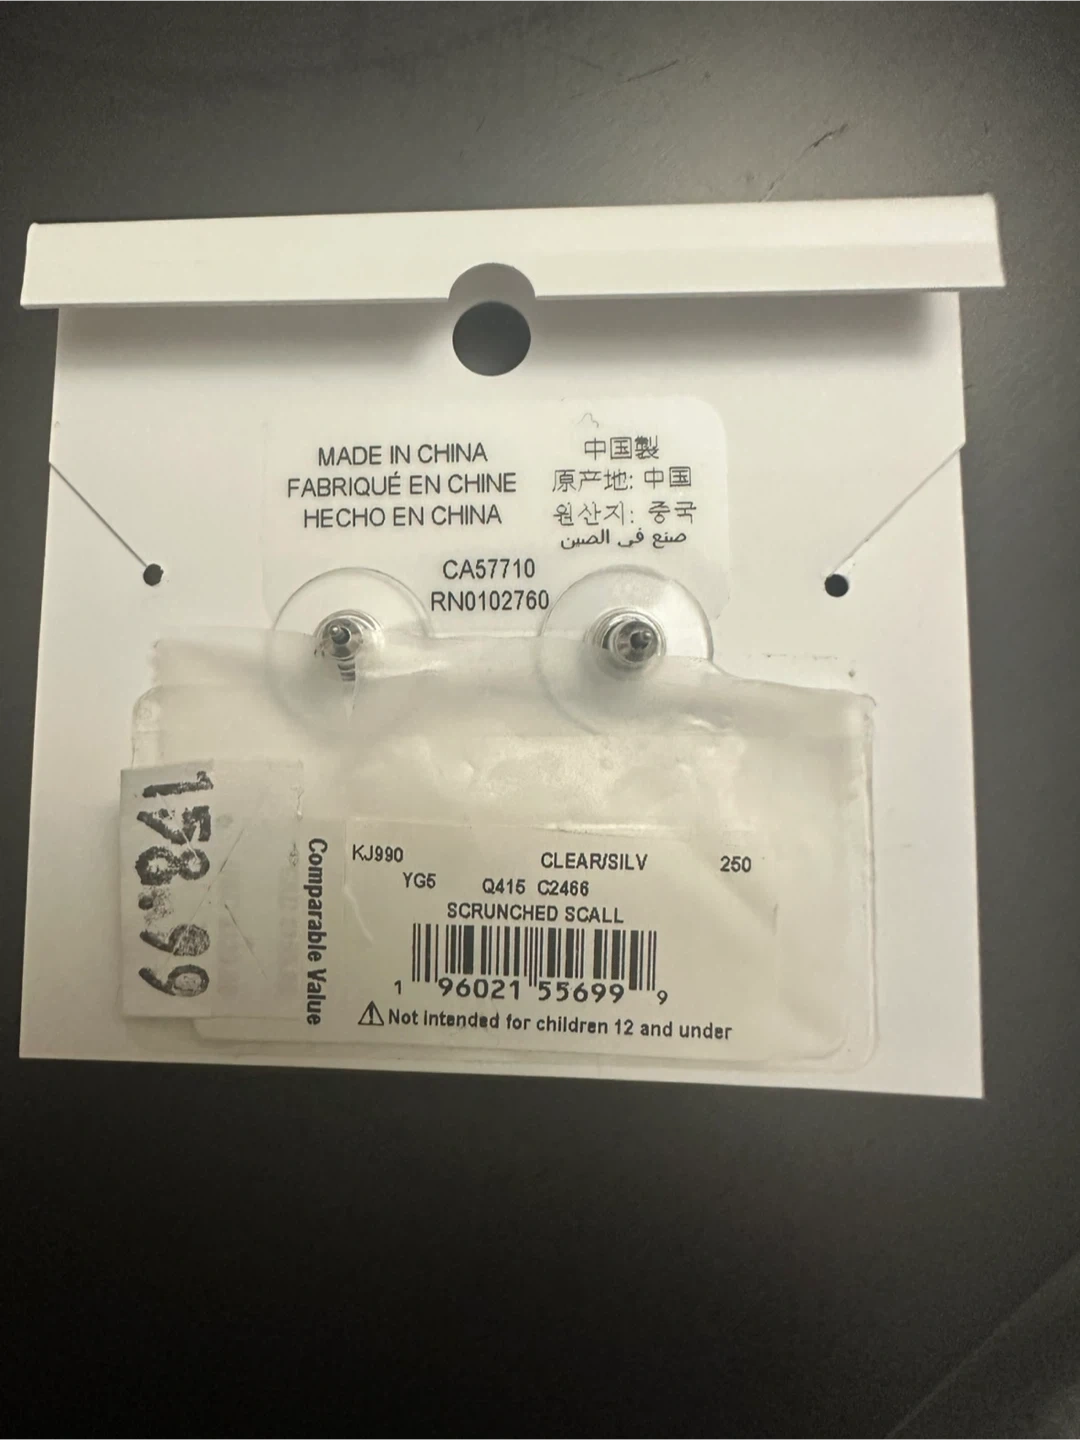 MADE IN CHINA
FABRIQUÉ EN CHINE
HECHO EN CHINA
中国製
原产地: 中国
원산지: 중국
صنع في الصين
CA57710
RN0102760
158.99
Comparable Value
KJ990 CLEAR/SILV 250
YG5 Q415 C2466
SCRUNCHED SCALL
1 96021 55699 9
⚠ Not intended for children 12 and under